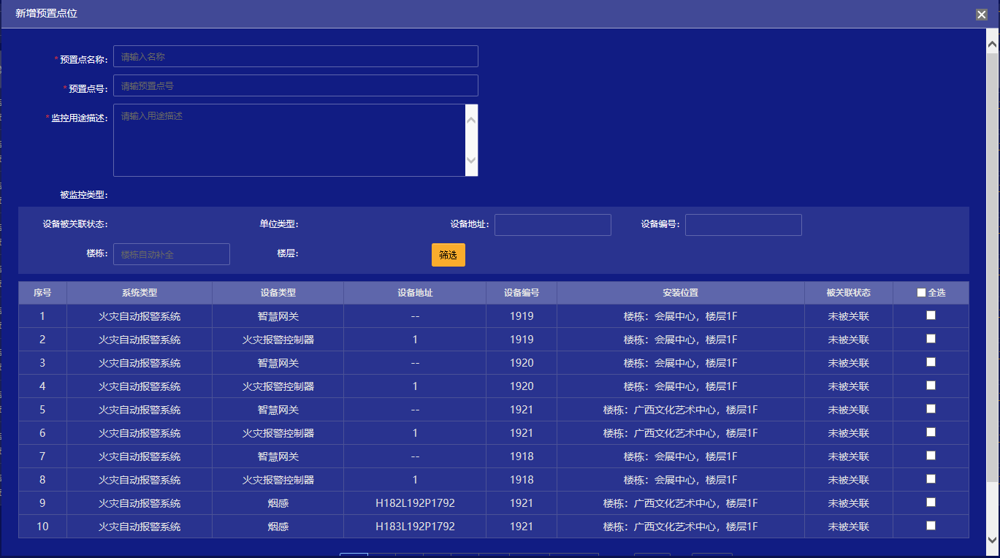 新增预置点位
*预置点名称: 请输入名称
*预置点号: 请输预置点号
*监控用途描述: 请输入用途描述
被监控类型:
设备被关联状态: 单位类型: 设备地址: 设备编号:
楼栋: 楼栋自动补全 楼层: 筛选
序号 系统类型 设备类型 设备地址 设备编号 安装位置 被关联状态 全选
1 火灾自动报警系统 智慧网关 -- 1919 楼栋：会展中心，楼层1F 未被关联
2 火灾自动报警系统 火灾报警控制器 1 1919 楼栋：会展中心，楼层1F 未被关联
3 火灾自动报警系统 智慧网关 -- 1920 楼栋：会展中心，楼层1F 未被关联
4 火灾自动报警系统 火灾报警控制器 1 1920 楼栋：会展中心，楼层1F 未被关联
5 火灾自动报警系统 智慧网关 -- 1921 楼栋：广西文化艺术中心，楼层1F 未被关联
6 火灾自动报警系统 火灾报警控制器 1 1921 楼栋：广西文化艺术中心，楼层1F 未被关联
7 火灾自动报警系统 智慧网关 -- 1918 楼栋：会展中心，楼层1F 未被关联
8 火灾自动报警系统 火灾报警控制器 1 1918 楼栋：会展中心，楼层1F 未被关联
9 火灾自动报警系统 烟感 H182L192P1792 1921 楼栋：广西文化艺术中心，楼层1F 未被关联
10 火灾自动报警系统 烟感 H183L192P1792 1921 楼栋：广西文化艺术中心，楼层1F 未被关联